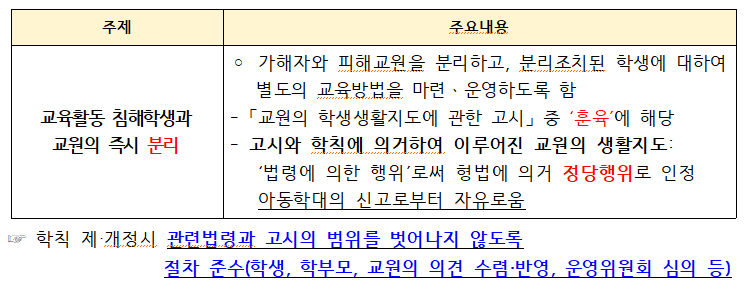 주제 주요내용
교육활동 침해학생과
교원의 즉시 분리
○ 가해자와 피해교원을 분리하고, 분리조치된 학생에 대하여
별도의 교육방법을 마련·운영하도록 함
-「교원의 학생생활지도에 관한 고시」중 ‘훈육’에 해당
- 고시와 학칙에 의거하여 이루어진 교원의 생활지도:
‘법령에 의한 행위’로써 형법에 의거 정당행위로 인정
아동학대의 신고로부터 자유로움
☞ 학칙 제·개정시 관련법령과 고시의 범위를 벗어나지 않도록
절차 준수(학생, 학부모, 교원의 의견 수렴·반영, 운영위원회 심의 등)